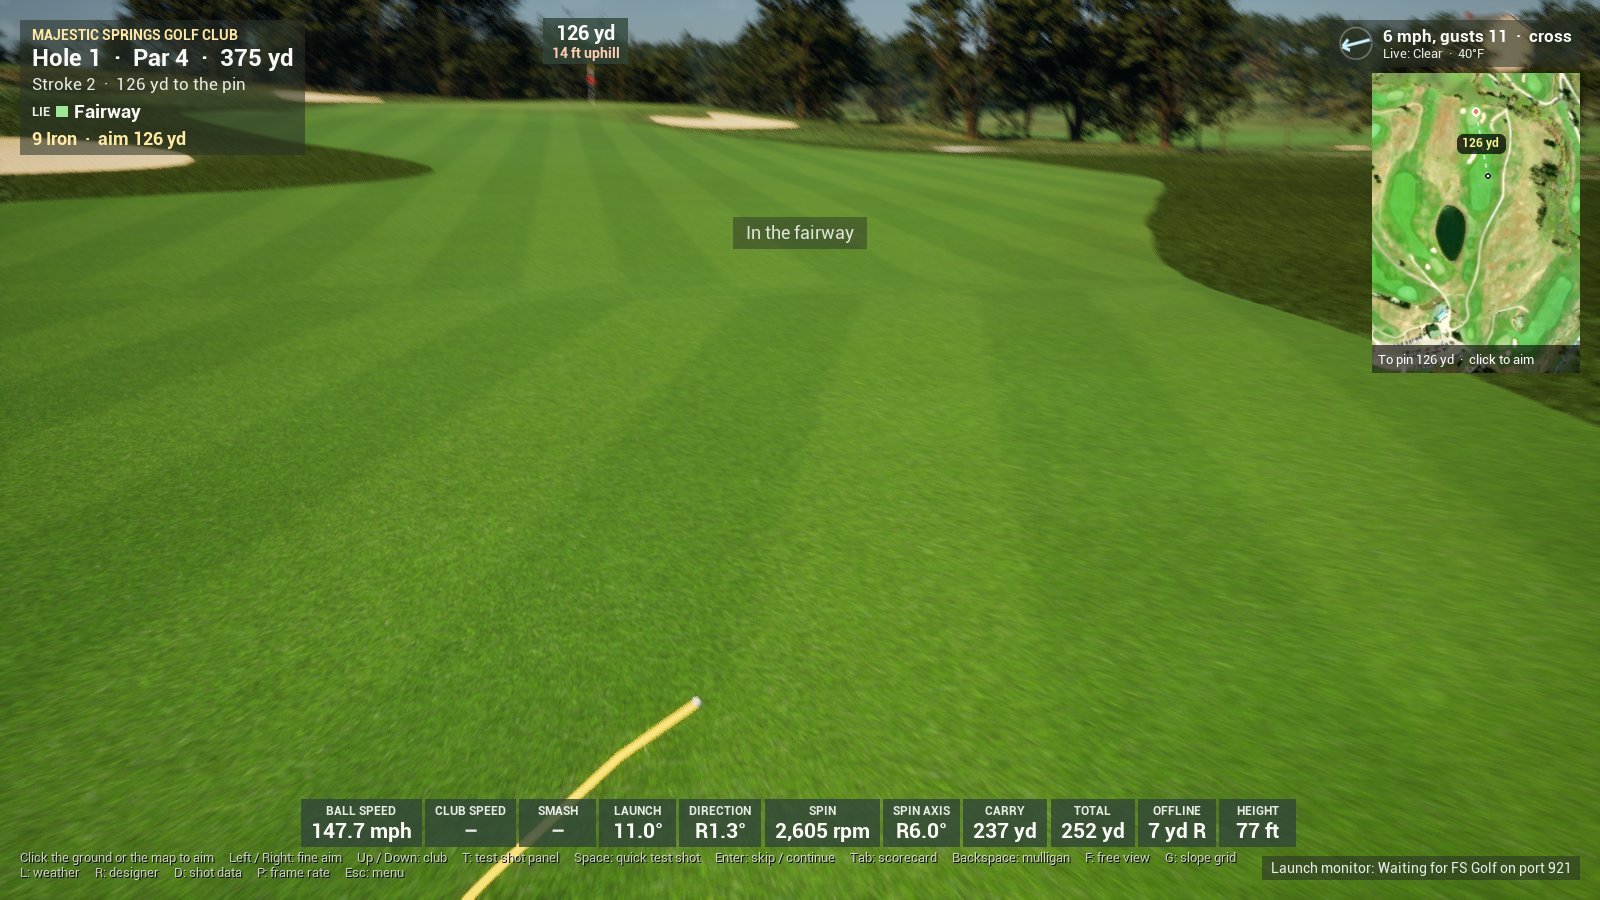 MAJESTIC SPRINGS GOLF CLUB
Hole 1 · Par 4 · 375 yd
Stroke 2 · 126 yd to the pin
LIE Fairway
9 Iron · aim 126 yd
126 yd
14 ft uphill
6 mph, gusts 11 · cross
Live: Clear · 40°F
126 yd
To pin 126 yd · click to aim
In the fairway
BALL SPEED
147.7 mph
CLUB SPEED
–
SMASH
–
LAUNCH
11.0°
DIRECTION
R1.3°
SPIN
2,605 rpm
SPIN AXIS
R6.0°
CARRY
237 yd
TOTAL
252 yd
OFFLINE
7 yd R
HEIGHT
77 ft
Click the ground or the map to aim Left / Right: fine aim Up / Down: club T: test shot panel Space: quick test shot Enter: skip / continue Tab: scorecard Backspace: mulligan F: free view G: slope grid
L: weather R: designer D: shot data P: frame rate Esc: menu
Launch monitor: Waiting for FS Golf on port 921